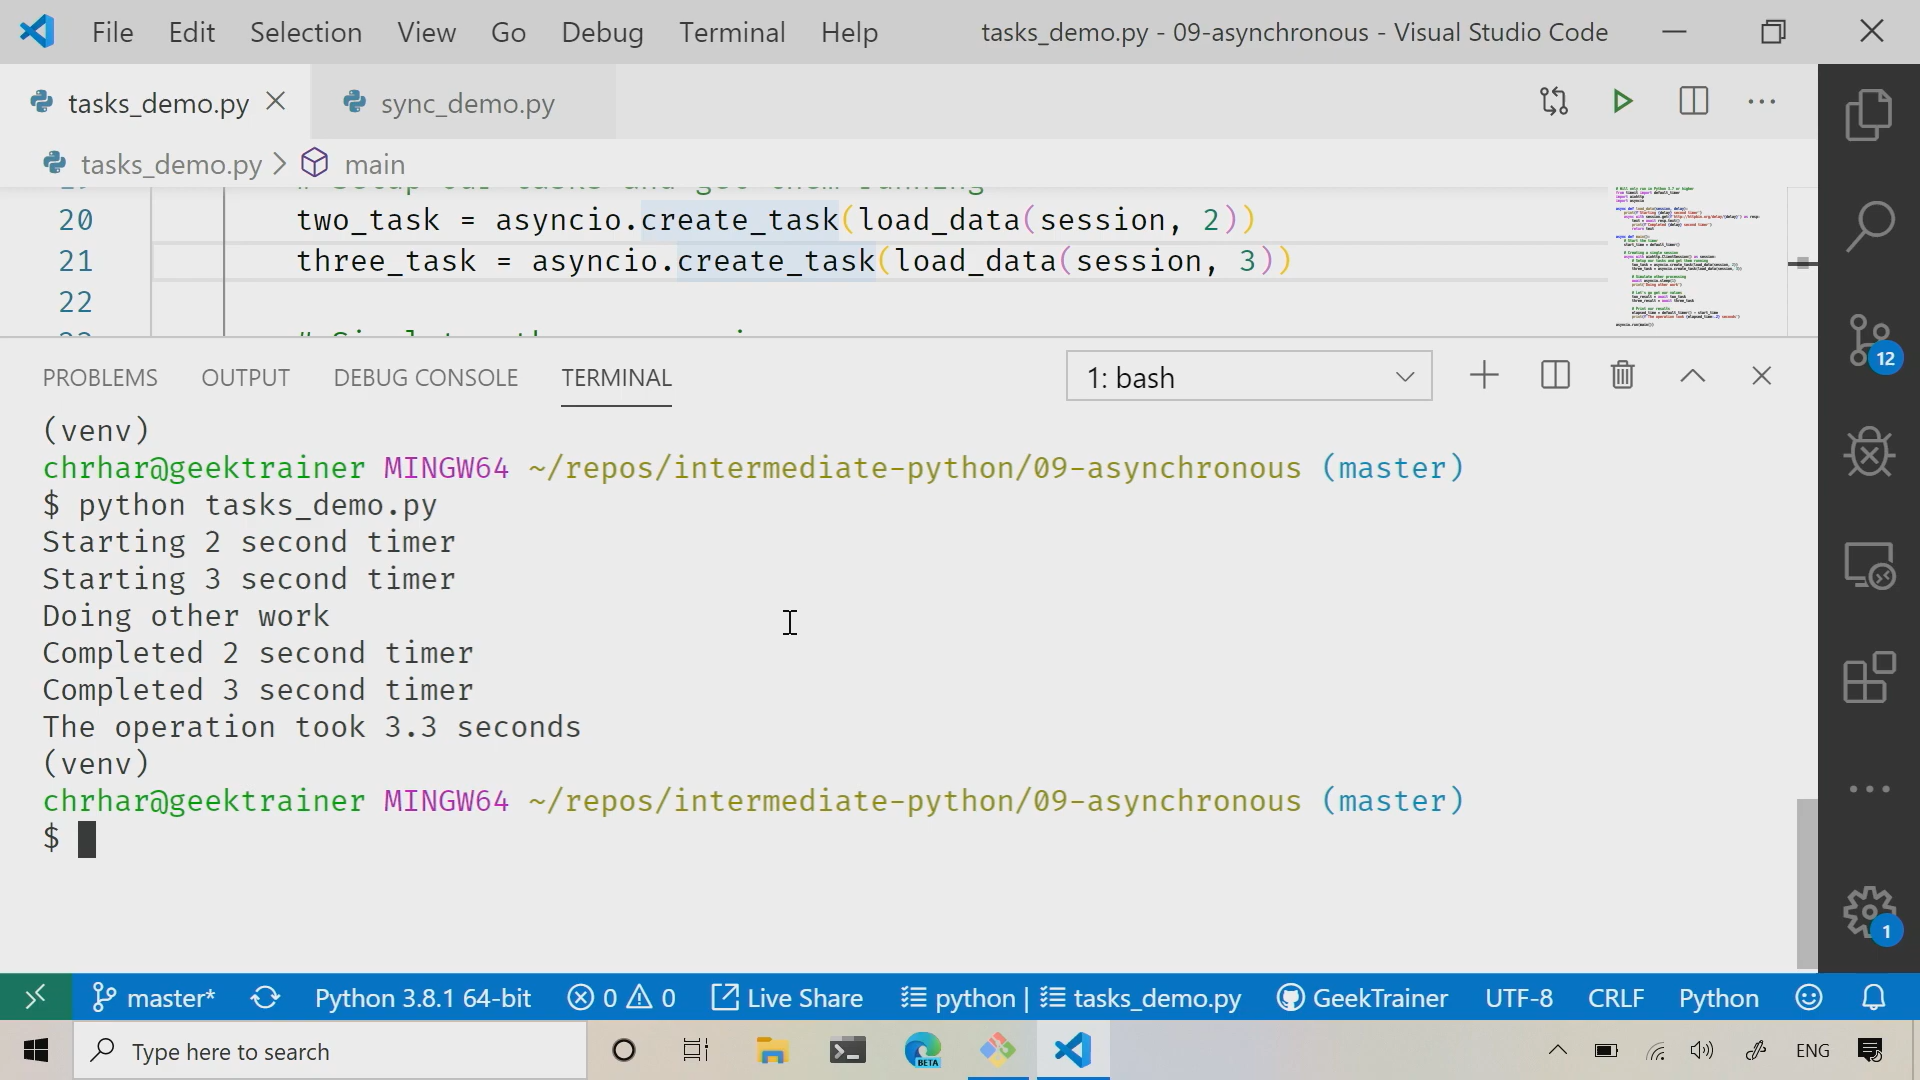 File Edit Selection View Go Debug Terminal Help tasks_demo.py - 09-asynchronous - Visual Studio Code
tasks_demo.py sync_demo.py
tasks_demo.py > main
20 two_task = asyncio.create_task(load_data(session, 2))
21 three_task = asyncio.create_task(load_data(session, 3))
22
PROBLEMS OUTPUT DEBUG CONSOLE TERMINAL 1: bash
(venv)
chrhar@geektrainer MINGW64 ~/repos/intermediate-python/09-asynchronous (master)
$ python tasks_demo.py
Starting 2 second timer
Starting 3 second timer
Doing other work
Completed 2 second timer
Completed 3 second timer
The operation took 3.3 seconds
(venv)
chrhar@geektrainer MINGW64 ~/repos/intermediate-python/09-asynchronous (master)
$
12
1
master* Python 3.8.1 64-bit 0 0 Live Share python | tasks_demo.py GeekTrainer UTF-8 CRLF Python
Type here to search BETA ENG